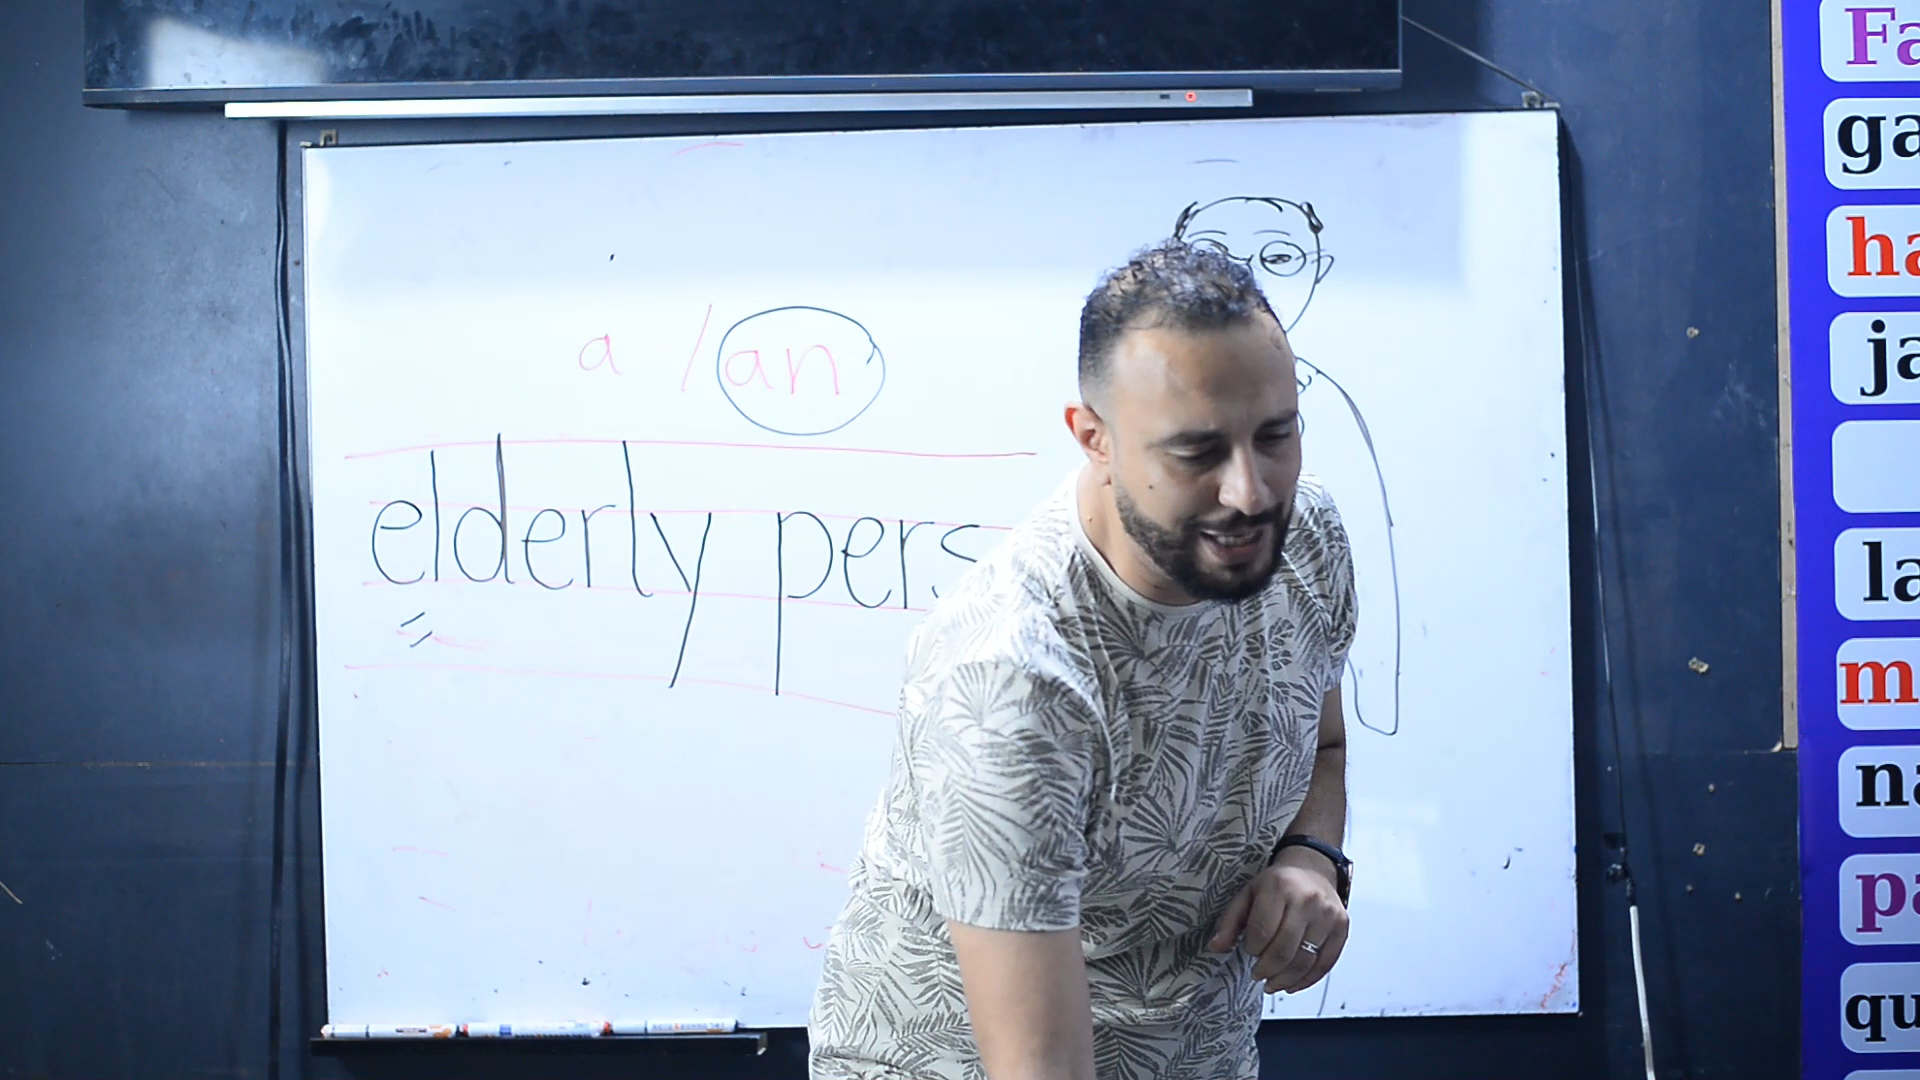 a / an
elderly pers
Fa
ga
ha
ja
la
m
na
pa
qu